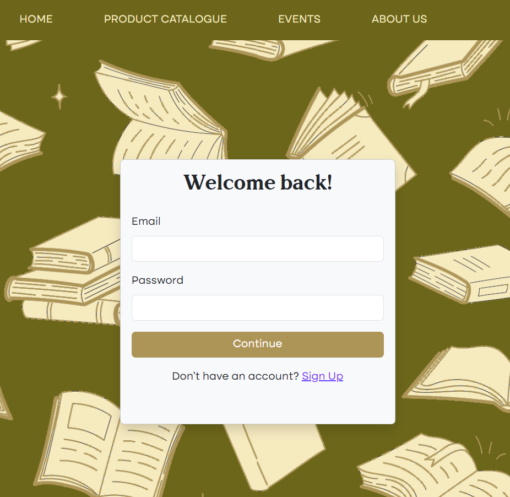 HOME PRODUCT CATALOGUE EVENTS ABOUT US
Welcome back!
Email
Password
Continue
Don't have an account? Sign Up